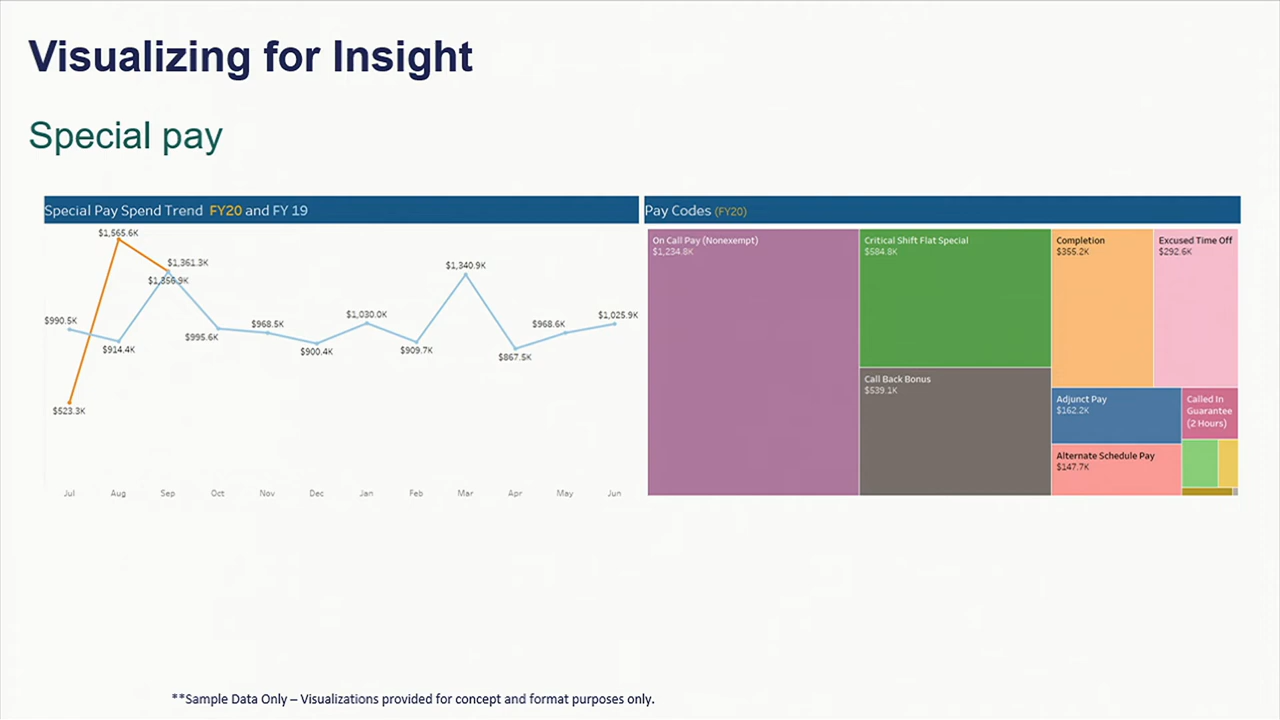 Visualizing for Insight
Special pay
Special Pay Spend Trend FY20 and FY 19
$1,565.6K
$1,361.3K
$1,356.9K
$1,340.9K
$990.5K
$914.4K
$995.6K
$968.5K
$900.4K
$1,030.0K
$909.7K
$867.5K
$968.6K
$1,025.9K
$523.3K
Jul Aug Sep Oct Nov Dec Jan Feb Mar Apr May Jun
Pay Codes (FY20)
On Call Pay (Nonexempt)
$1,234.8K
Critical Shift Flat Special
$584.8K
Call Back Bonus
$539.1K
Completion
$355.2K
Excused Time Off
$292.6K
Adjunct Pay
$162.2K
Alternate Schedule Pay
$147.7K
Called In
Guarantee
(2 Hours)
**Sample Data Only – Visualizations provided for concept and format purposes only.